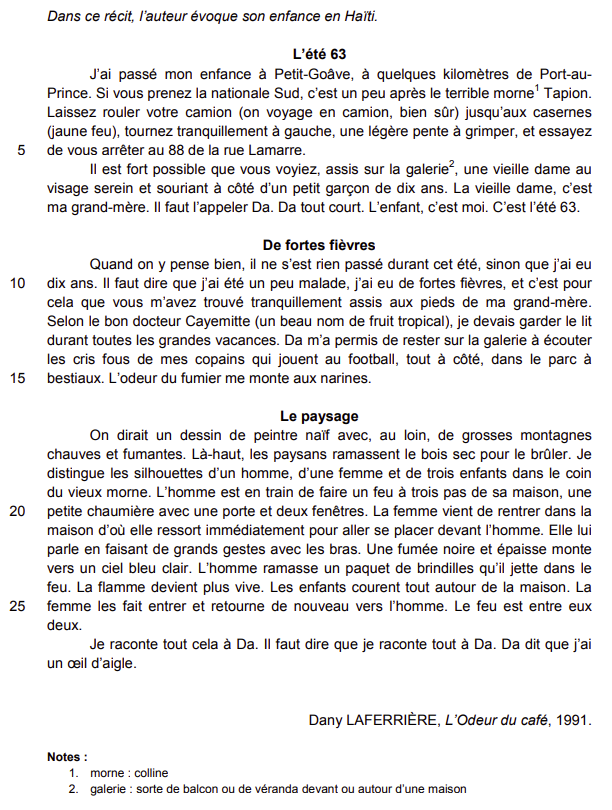 Dans ce récit, l'auteur évoque son enfance en Haïti.
L'été 63
J'ai passé mon enfance à Petit-Goâve, à quelques kilomètres de Port-au-
Prince. Si vous prenez la nationale Sud, c'est un peu après le terrible morne1 Tapion.
Laissez rouler votre camion (on voyage en camion, bien sûr) jusqu'aux casernes
(jaune feu), tournez tranquillement à gauche, une légère pente à grimper, et essayez
5 de vous arrêter au 88 de la rue Lamarre.
Il est fort possible que vous voyiez, assis sur la galerie2, une vieille dame au
visage serein et souriant à côté d'un petit garçon de dix ans. La vieille dame, c'est
ma grand-mère. Il faut l'appeler Da. Da tout court. L'enfant, c'est moi. C'est l'été 63.
De fortes fièvres
Quand on y pense bien, il ne s'est rien passé durant cet été, sinon que j'ai eu
10 dix ans. Il faut dire que j'ai été un peu malade, j'ai eu de fortes fièvres, et c'est pour
cela que vous m'avez trouvé tranquillement assis aux pieds de ma grand-mère.
Selon le bon docteur Cayemitte (un beau nom de fruit tropical), je devais garder le lit
durant toutes les grandes vacances. Da m'a permis de rester sur la galerie à écouter
les cris fous de mes copains qui jouent au football, tout à côté, dans le parc à
15 bestiaux. L'odeur du fumier me monte aux narines.
Le paysage
On dirait un dessin de peintre naïf avec, au loin, de grosses montagnes
chauves et fumantes. Là-haut, les paysans ramassent le bois sec pour le brûler. Je
distingue les silhouettes d'un homme, d'une femme et de trois enfants dans le coin
du vieux morne. L'homme est en train de faire un feu à trois pas de sa maison, une
20 petite chaumière avec une porte et deux fenêtres. La femme vient de rentrer dans la
maison d'où elle ressort immédiatement pour aller se placer devant l'homme. Elle lui
parle en faisant de grands gestes avec les bras. Une fumée noire et épaisse monte
vers un ciel bleu clair. L'homme ramasse un paquet de brindilles qu'il jette dans le
feu. La flamme devient plus vive. Les enfants courent tout autour de la maison. La
25 femme les fait entrer et retourne de nouveau vers l'homme. Le feu est entre eux
deux.
Je raconte tout cela à Da. Il faut dire que je raconte tout à Da. Da dit que j'ai
un œil d'aigle.
Dany LAFERRIÈRE, L'Odeur du café, 1991.
Notes :
1. morne : colline
2. galerie : sorte de balcon ou de véranda devant ou autour d'une maison